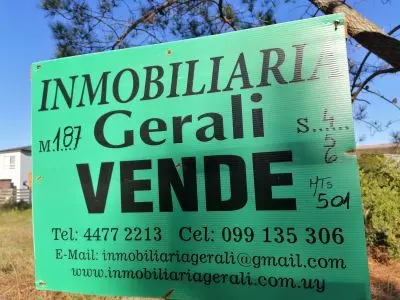 INMOBILIARIA
M.187 Gerali S. 4 5 6
VENDE Mts 501
Tel: 4477 2213 Cel: 099 135 306
E-Mail: inmobiliariagerali@gmail.com
www.inmobiliariagerali.com.uy